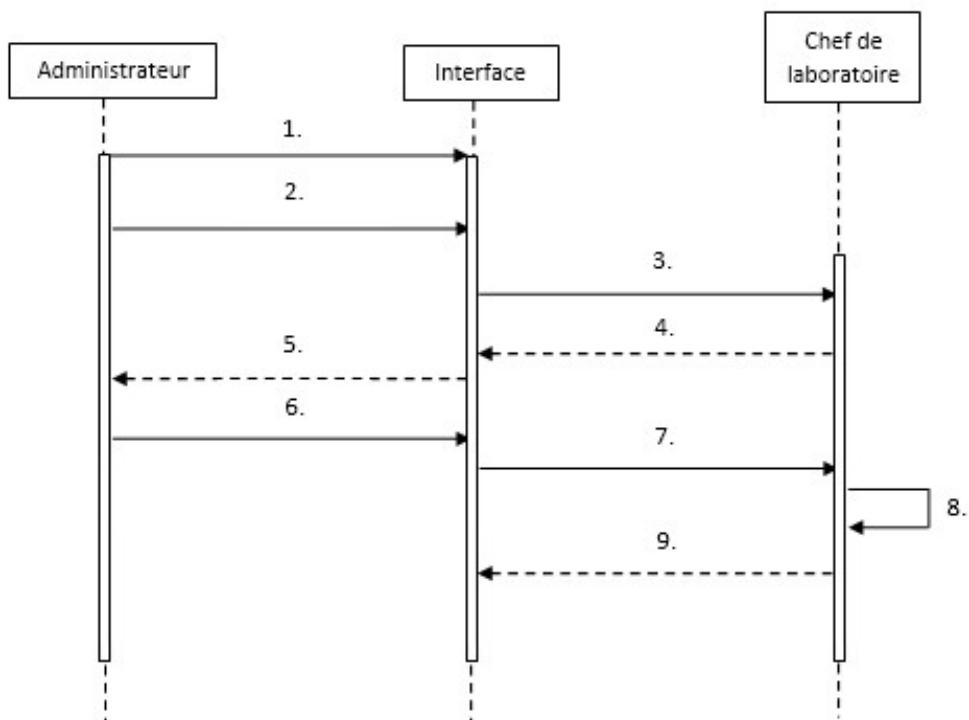 Administrateur
Interface
Chef de
laboratoire
1.
2.
3.
4.
5.
6.
7.
8.
9.